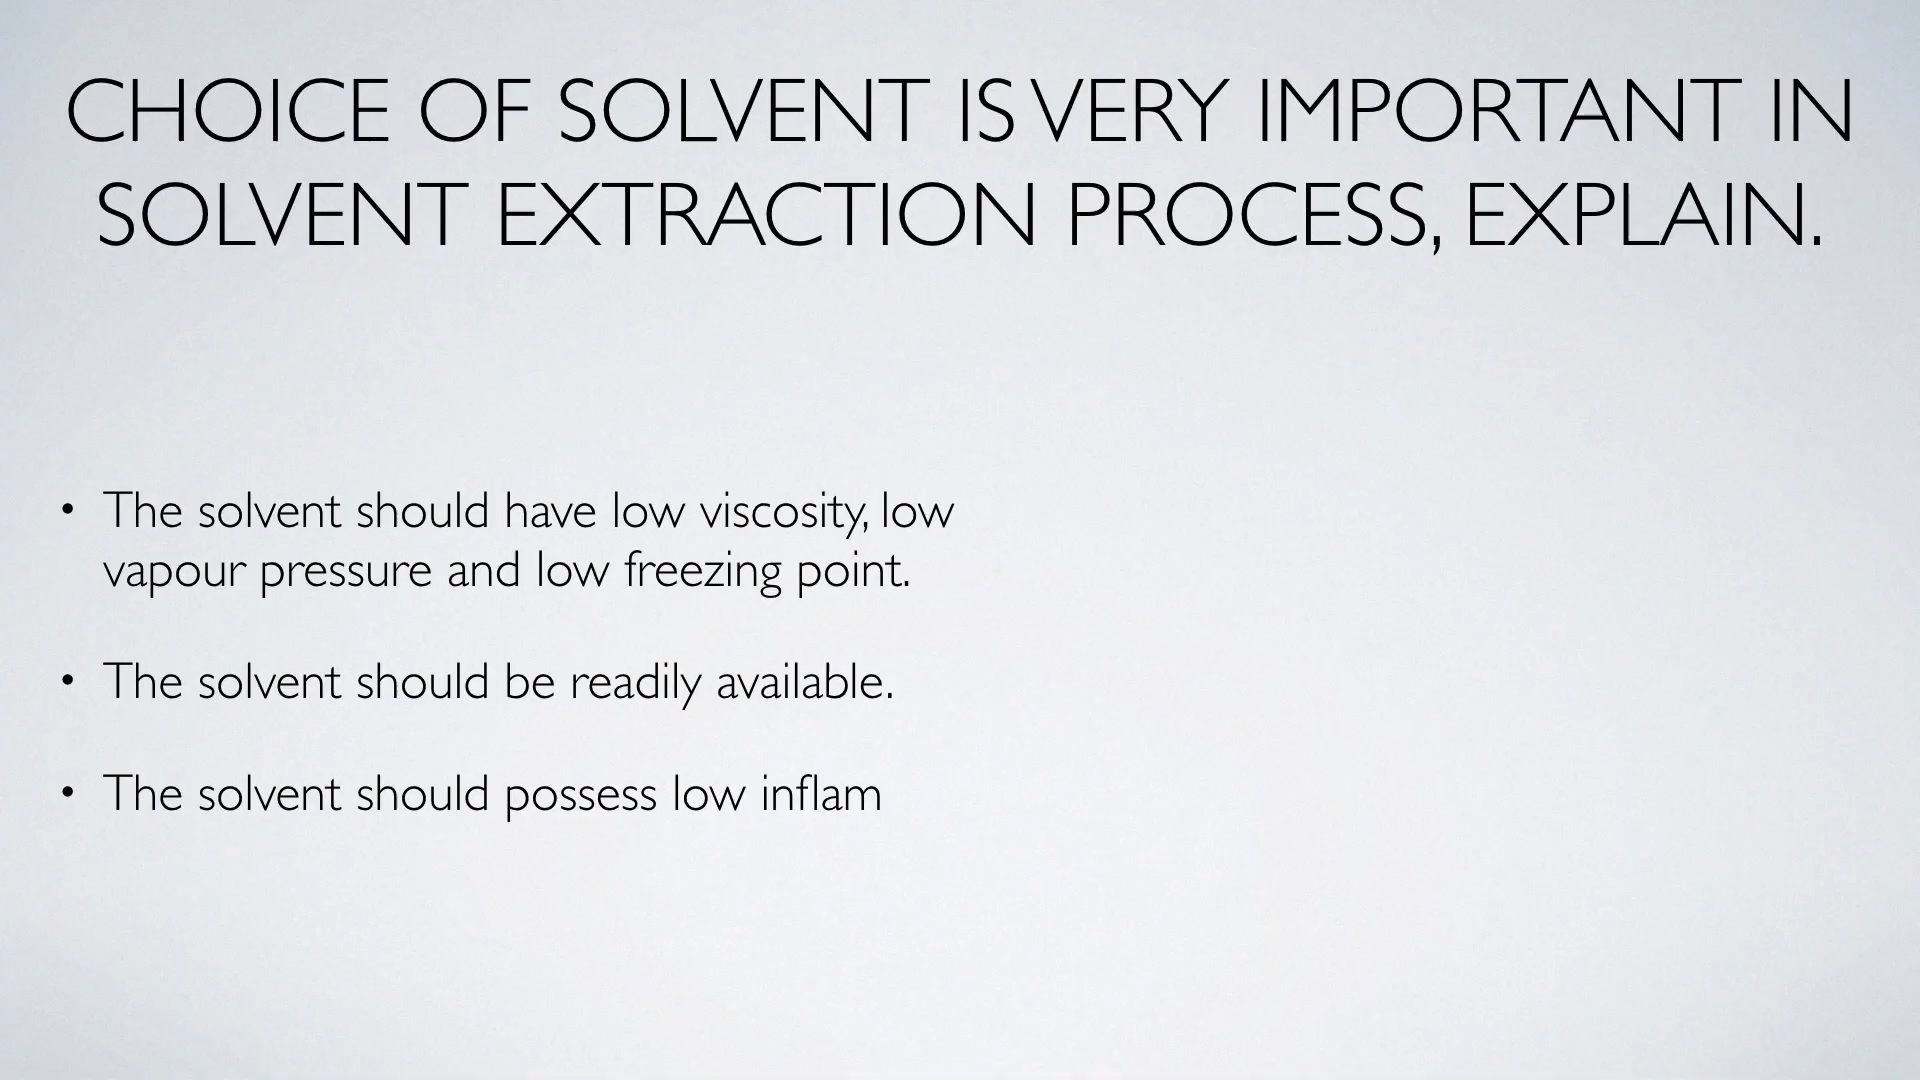 CHOICE OF SOLVENT IS VERY IMPORTANT IN
SOLVENT EXTRACTION PROCESS, EXPLAIN.
• The solvent should have low viscosity, low
vapour pressure and low freezing point.
• The solvent should be readily available.
• The solvent should possess low inflam